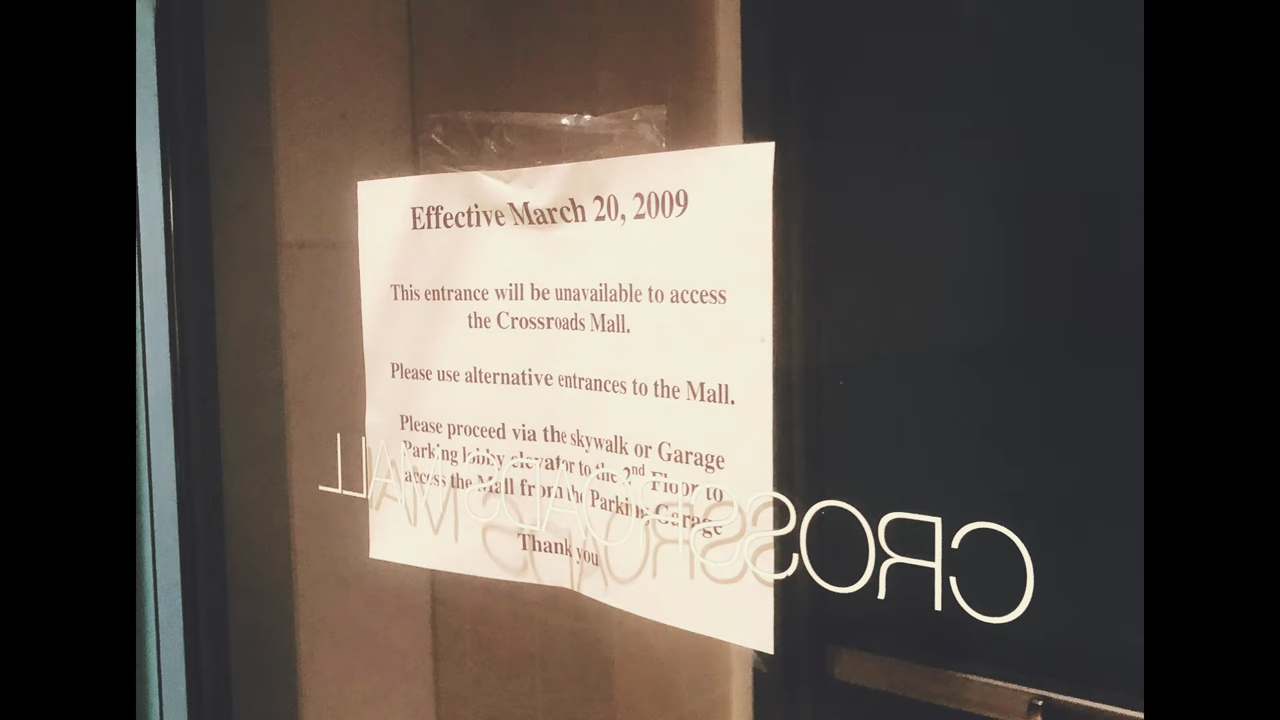 Effective March 20, 2009
This entrance will be unavailable to access
the Crossroads Mall.
Please use alternative entrances to the Mall.
Please proceed via the skywalk or Garage
Parking lobby elevator to the 2nd Floor to
access the Mall from the Parking Garage
Thank you
CROSSROADS MALL